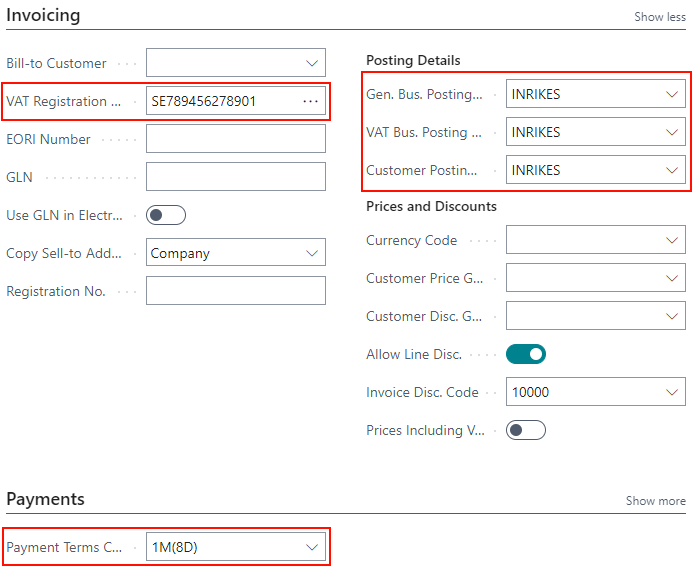 Invoicing
Show less
Bill-to Customer
VAT Registration ...
SE789456278901
EORI Number
GLN
Use GLN in Electr...
Copy Sell-to Add...
Company
Registration No.
Posting Details
Gen. Bus. Posting...
INRIKES
VAT Bus. Posting ...
INRIKES
Customer Postin...
INRIKES
Prices and Discounts
Currency Code
Customer Price G...
Customer Disc. G...
Allow Line Disc.
Invoice Disc. Code
10000
Prices Including V...
Payments
Show more
Payment Terms C...
1M(8D)